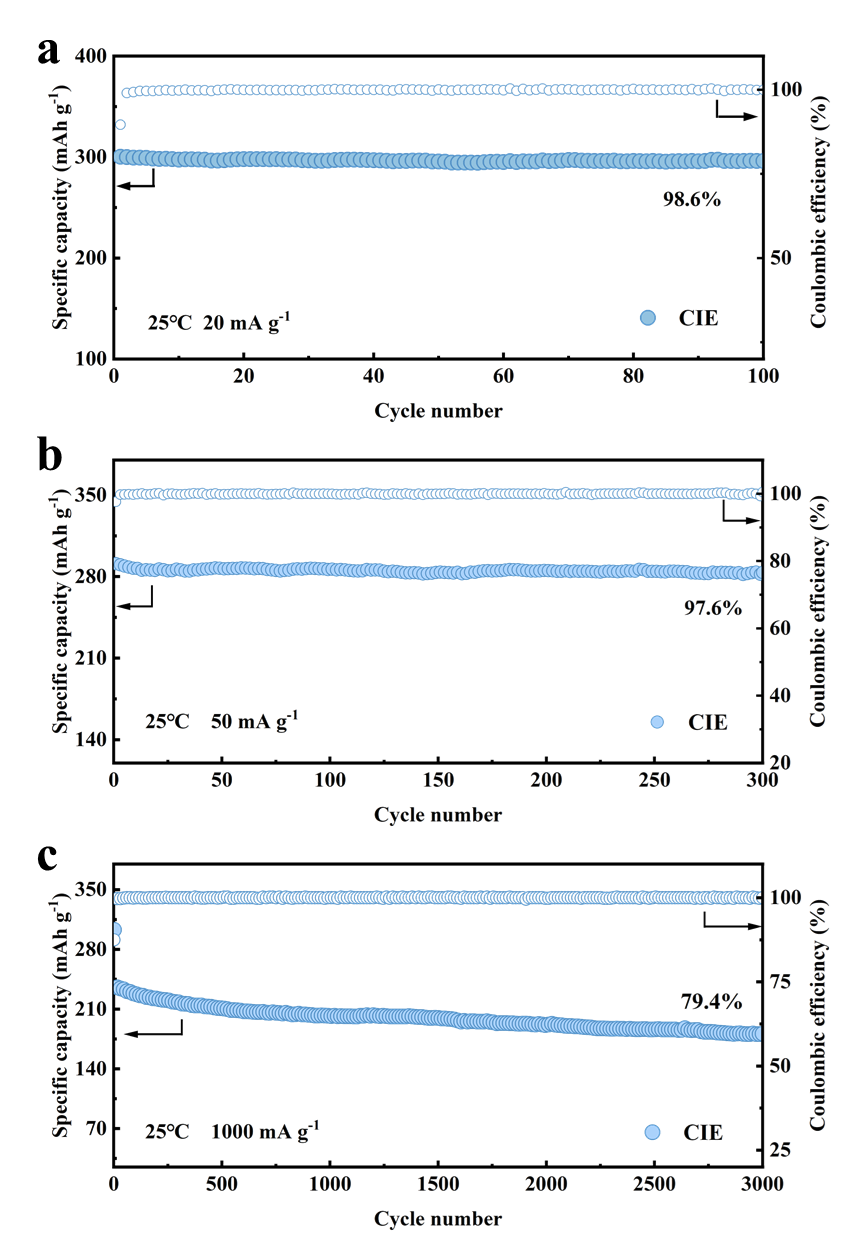 a
400
300
200
100
Specific capacity (mAh g-1)
100
50
Coulombic efficiency (%)
98.6%
25°C 20 mA g-1
CIE
0 20 40 60 80 100
Cycle number
b
350
280
210
140
Specific capacity (mAh g-1)
100
80
60
40
20
Coulombic efficiency (%)
97.6%
25°C 50 mA g-1
CIE
0 50 100 150 200 250 300
Cycle number
c
350
280
210
140
70
Specific capacity (mAh g-1)
100
75
50
25
Coulombic efficiency (%)
79.4%
25°C 1000 mA g-1
CIE
0 500 1000 1500 2000 2500 3000
Cycle number